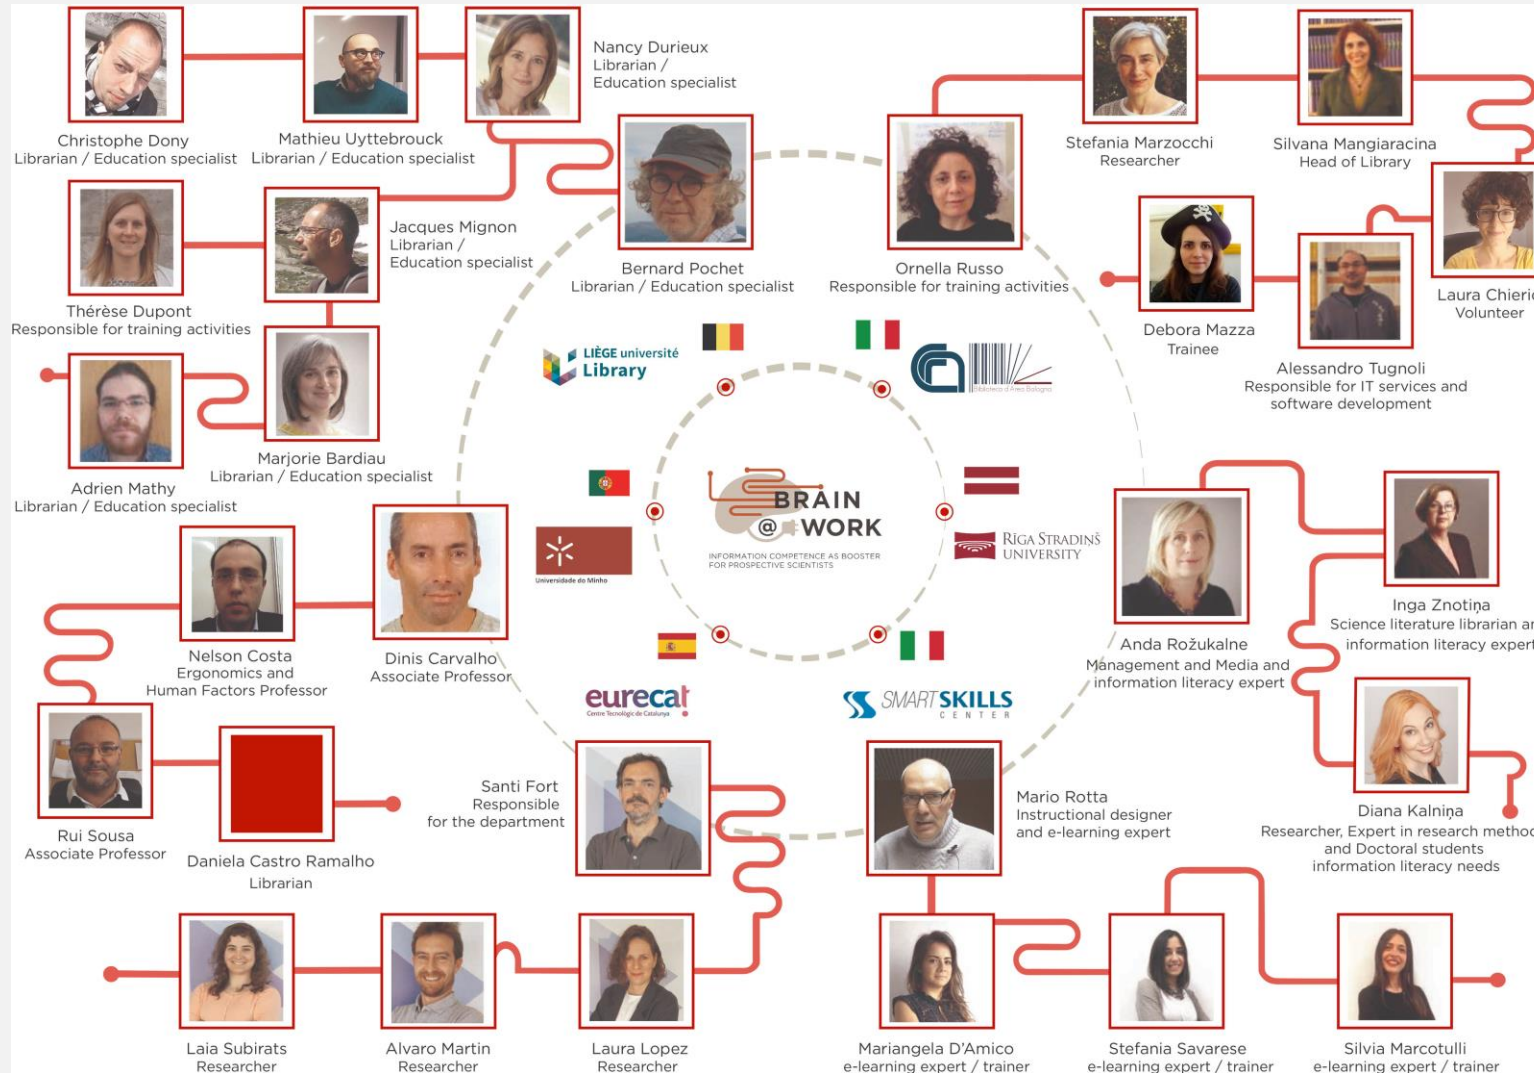 Christophe Dony
Librarian / Education specialist
Mathieu Uyttebrouck
Librarian / Education specialist
Nancy Durieux
Librarian /
Education specialist
Thérèse Dupont
Responsible for training activities
Jacques Mignon
Librarian /
Education specialist
Adrien Mathy
Librarian / Education specialist
Marjorie Bardiau
Librarian / Education specialist
Bernard Pochet
Librarian / Education specialist
Ornella Russo
Responsible for training activities
Stefania Marzocchi
Researcher
Silvana Mangiaracina
Head of Library
Debora Mazza
Trainee
Alessandro Tugnoli
Responsible for IT services and
software development
Laura Chieric
Volunteer
LIÈGE université
Library
Biblioteca d'Area Bologna
BRAIN
@ WORK
INFORMATION COMPETENCE AS BOOSTER
FOR PROSPECTIVE SCIENTISTS
Universidade do Minho
RĪGA STRADIŅŠ
UNIVERSITY
eurecat
Centre Tecnològic de Catalunya
SMARTSKILLS
CENTER
Nelson Costa
Ergonomics and
Human Factors Professor
Dinis Carvalho
Associate Professor
Rui Sousa
Associate Professor
Daniela Castro Ramalho
Librarian
Anda Rožukalne
Management and Media and
information literacy expert
Inga Znotiņa
Science literature librarian an
information literacy expert
Diana Kalniņa
Researcher, Expert in research method
and Doctoral students
information literacy needs
Santi Fort
Responsible
for the department
Mario Rotta
Instructional designer
and e-learning expert
Laia Subirats
Researcher
Alvaro Martin
Researcher
Laura Lopez
Researcher
Mariangela D'Amico
e-learning expert / trainer
Stefania Savarese
e-learning expert / trainer
Silvia Marcotulli
e-learning expert / trainer